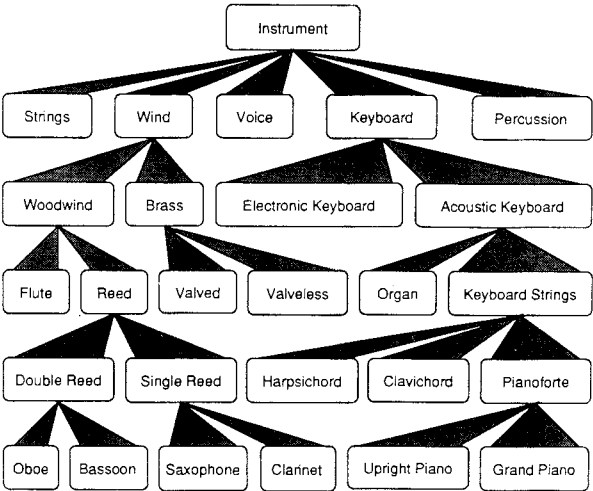 Instrument
Strings Wind Voice Keyboard Percussion
Woodwind Brass Electronic Keyboard Acoustic Keyboard
Flute Reed Valved Valveless Organ Keyboard Strings
Double Reed Single Reed Harpsichord Clavichord Pianoforte
Oboe Bassoon Saxophone Clarinet Upright Piano Grand Piano